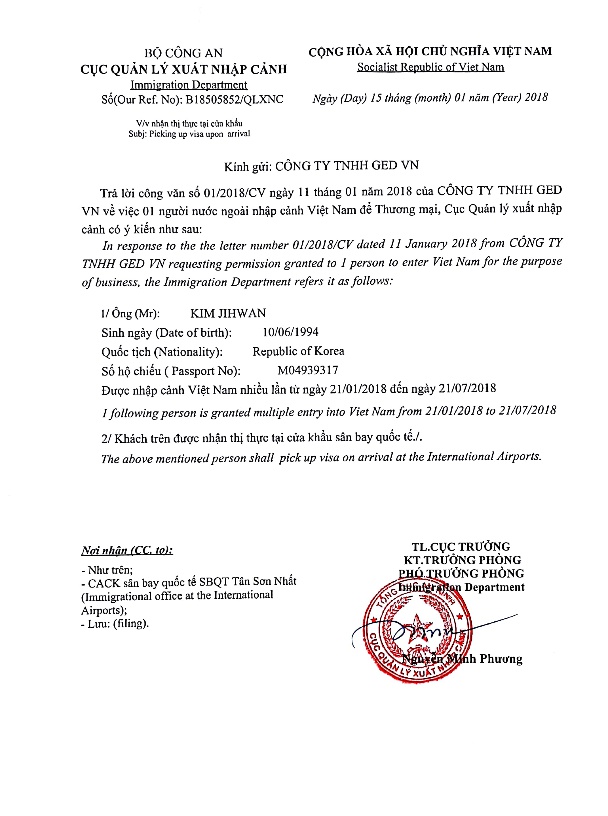 BỘ CÔNG AN
CỤC QUẢN LÝ XUẤT NHẬP CẢNH
Immigration Department
Số(Our Ref. No): B18505852/QLXNC
V/v nhận thị thực tại cửa khẩu
Subj: Picking up visa upon arrival
CỘNG HÒA XÃ HỘI CHỦ NGHĨA VIỆT NAM
Socialist Republic of Viet Nam
Ngày (Day) 15 tháng (month) 01 năm (Year) 2018
Kính gửi: CÔNG TY TNHH GED VN
Trả lời công văn số 01/2018/CV ngày 11 tháng 01 năm 2018 của CÔNG TY TNHH GED
VN về việc 01 người nước ngoài nhập cảnh Việt Nam để Thương mại, Cục Quản lý xuất nhập
cảnh có ý kiến như sau:
In response to the the letter number 01/2018/CV dated 11 January 2018 from CÔNG TY
TNHH GED VN requesting permission granted to 1 person to enter Viet Nam for the purpose
of business, the Immigration Department refers it as follows:
1/ Ông (Mr): KIM JIHWAN
Sinh ngày (Date of birth): 10/06/1994
Quốc tịch (Nationality): Republic of Korea
Số hộ chiếu ( Passport No): M04939317
Được nhập cảnh Việt Nam nhiều lần từ ngày 21/01/2018 đến ngày 21/07/2018
1 following person is granted multiple entry into Viet Nam from 21/01/2018 to 21/07/2018
2/ Khách trên được nhận thị thực tại cửa khẩu sân bay quốc tế./.
The above mentioned person shall pick up visa on arrival at the International Airports.
Nơi nhận (CC. to):
- Như trên;
- CACK sân bay quốc tế SBQT Tân Sơn Nhất
(Immigrational office at the International
Airports);
- Lưu: (filing).
TL.CỤC TRƯỞNG
KT.TRƯỞNG PHÒNG
PHÓ.TRƯỞNG PHÒNG
Immigration Department
CỤC QUẢN LÝ XUẤT NHẬP CẢNH
Nguyễn Minh Phương